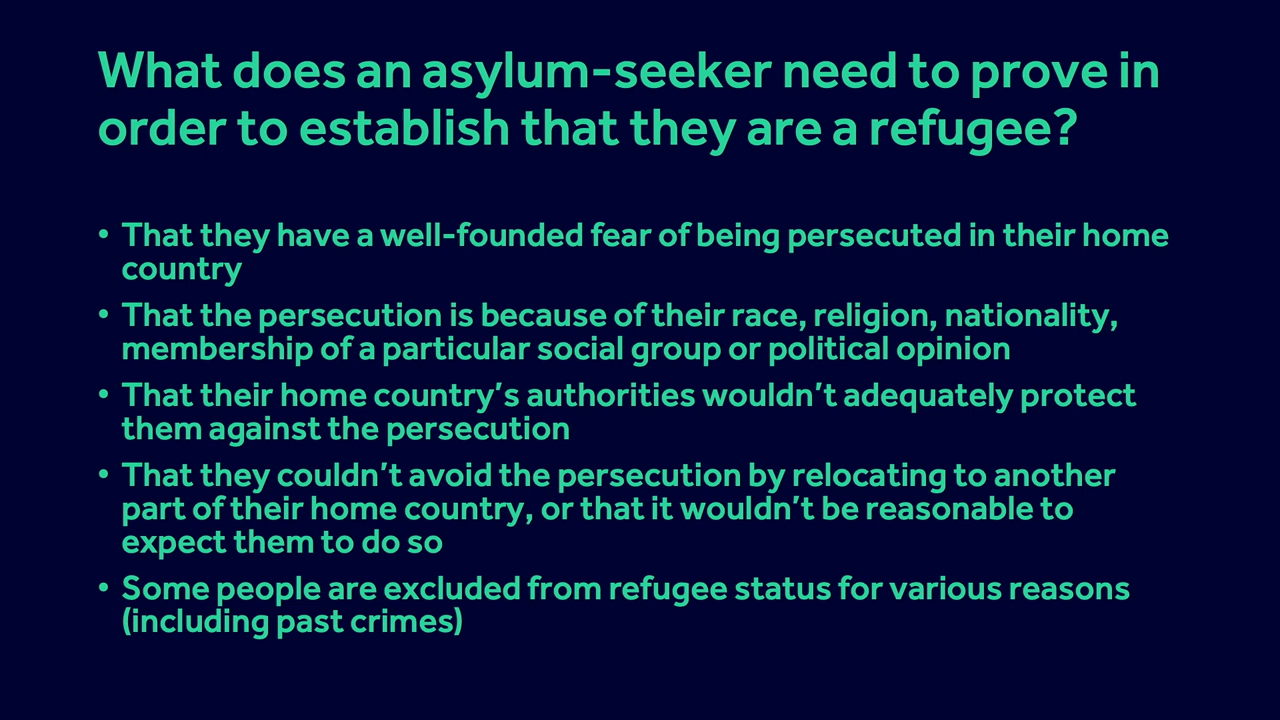 What does an asylum-seeker need to prove in
order to establish that they are a refugee?
• That they have a well-founded fear of being persecuted in their home
country
• That the persecution is because of their race, religion, nationality,
membership of a particular social group or political opinion
• That their home country’s authorities wouldn’t adequately protect
them against the persecution
• That they couldn’t avoid the persecution by relocating to another
part of their home country, or that it wouldn’t be reasonable to
expect them to do so
• Some people are excluded from refugee status for various reasons
(including past crimes)